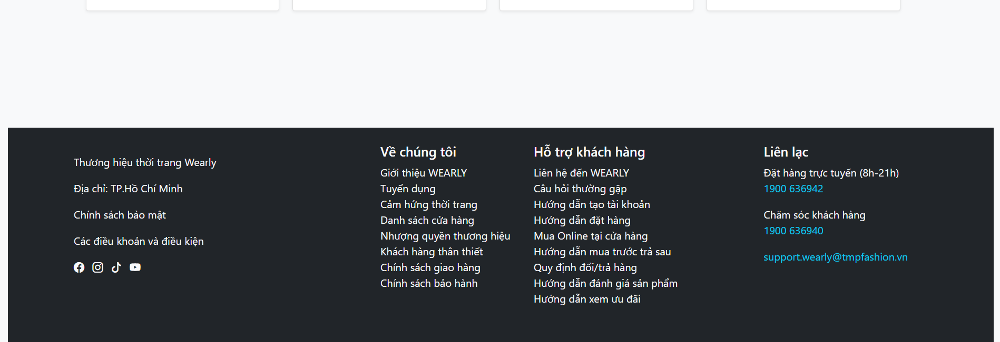 Thương hiệu thời trang Wearly
Địa chỉ: TP.Hồ Chí Minh
Chính sách bảo mật
Các điều khoản và điều kiện
Về chúng tôi
Giới thiệu WEARLY
Tuyển dụng
Cảm hứng thời trang
Danh sách cửa hàng
Nhượng quyền thương hiệu
Khách hàng thân thiết
Chính sách giao hàng
Chính sách bảo hành
Hỗ trợ khách hàng
Liên hệ đến WEARLY
Câu hỏi thường gặp
Hướng dẫn tạo tài khoản
Hướng dẫn đặt hàng
Mua Online tại cửa hàng
Hướng dẫn mua trước trả sau
Quy định đổi/trả hàng
Hướng dẫn đánh giá sản phẩm
Hướng dẫn xem ưu đãi
Liên lạc
Đặt hàng trực tuyến (8h-21h)
1900 636942
Chăm sóc khách hàng
1900 636940
support.wearly@tmpfashion.vn